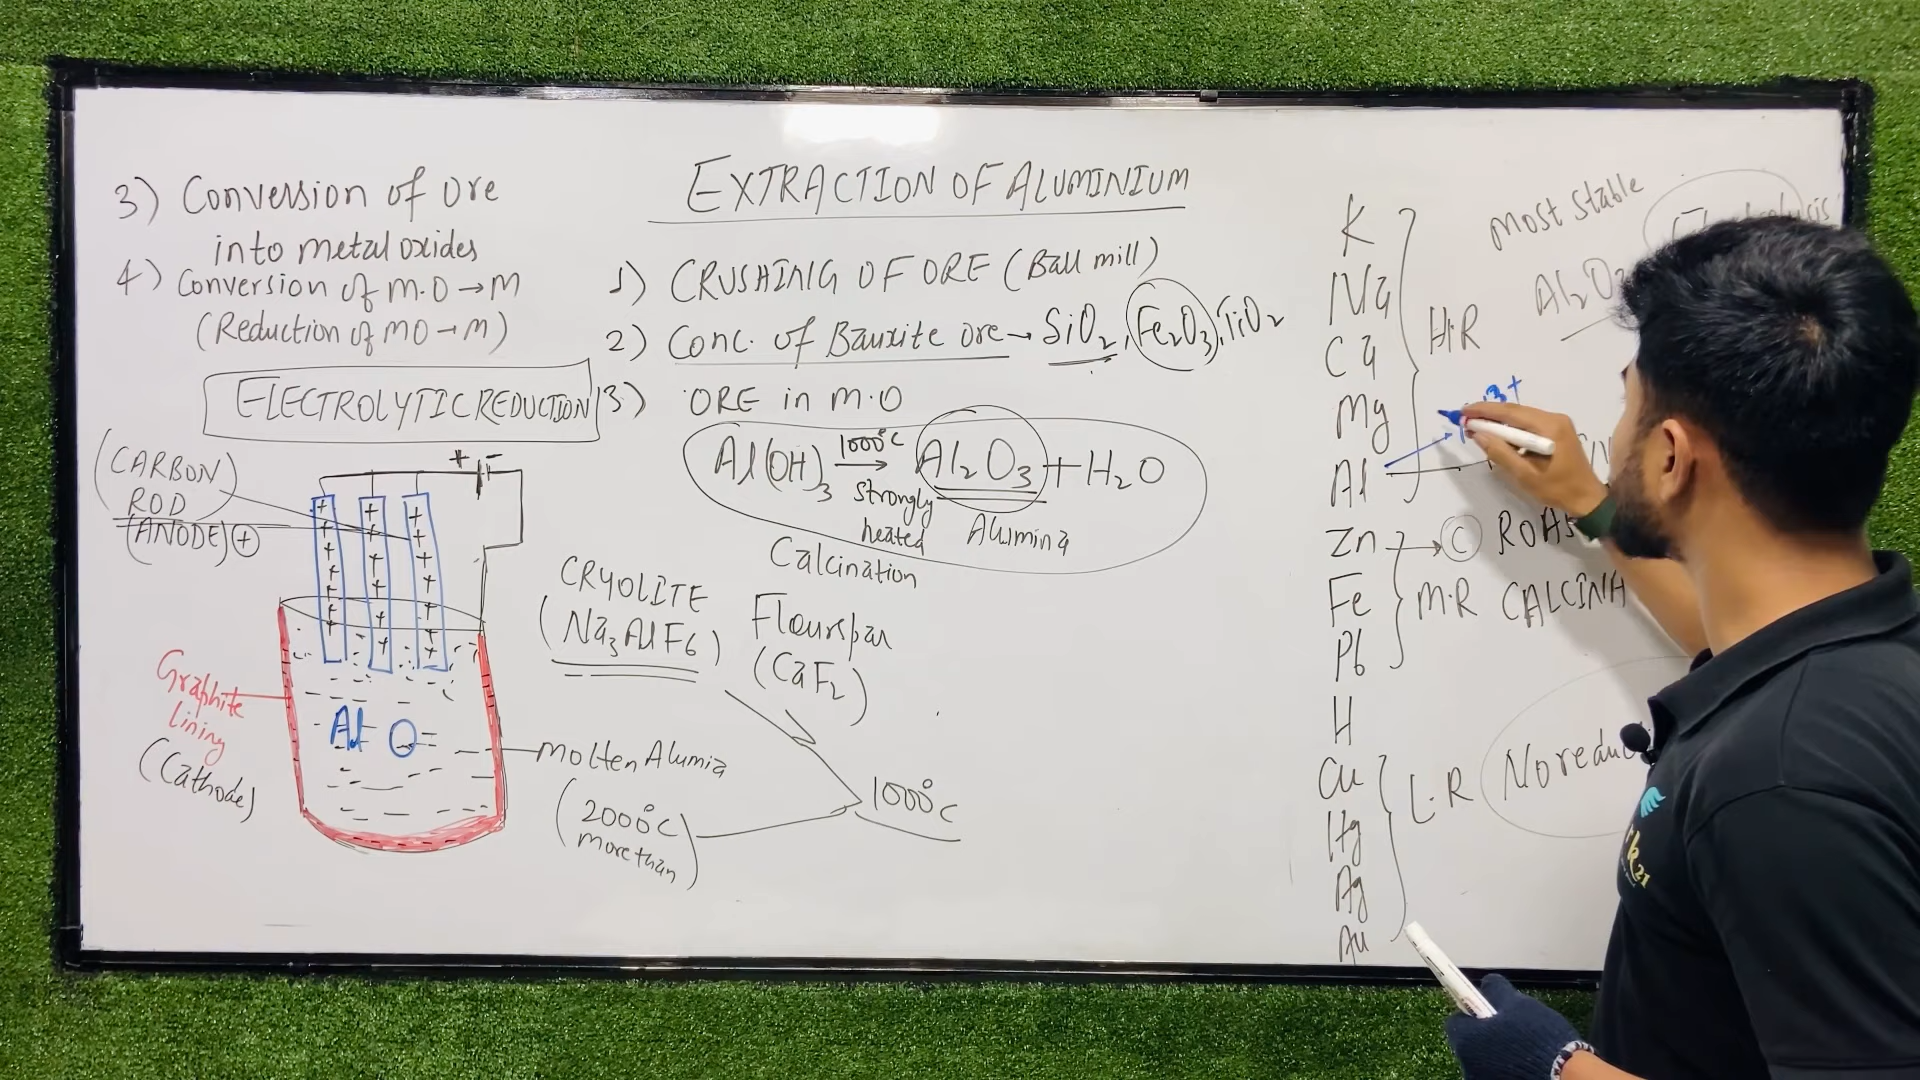 EXTRACTION OF ALUMINIUM
3) Conversion of ore
into metal oxides
4) Conversion of M.O → M
(Reduction of MO → M)
ELECTROLYTIC REDUCTION
(CARBON
ROD
(ANODE) +
+ -
Graphite
lining
(Cathode)
Al O
Molten Alumia
(2000°C
more than)
1) CRUSHING OF ORE (Ball mill)
2) Conc. of Bauxite ore → SiO2, Fe2O3, TiO2
3) ORE in M.O
Al(OH)3 1000°C → Al2O3 + H2O
strongly
heated
Alumina
Calcination
CRYOLITE
(Na3AlF6)
Flourspar
(CaF2)
1000°C
K
Na
Ca
Mg
Al
H.R
most stable
Al2O3
3+
Zn
Fe
Pb
C
M.R
H
Cu
Hg
Ag
Au
L.R
21